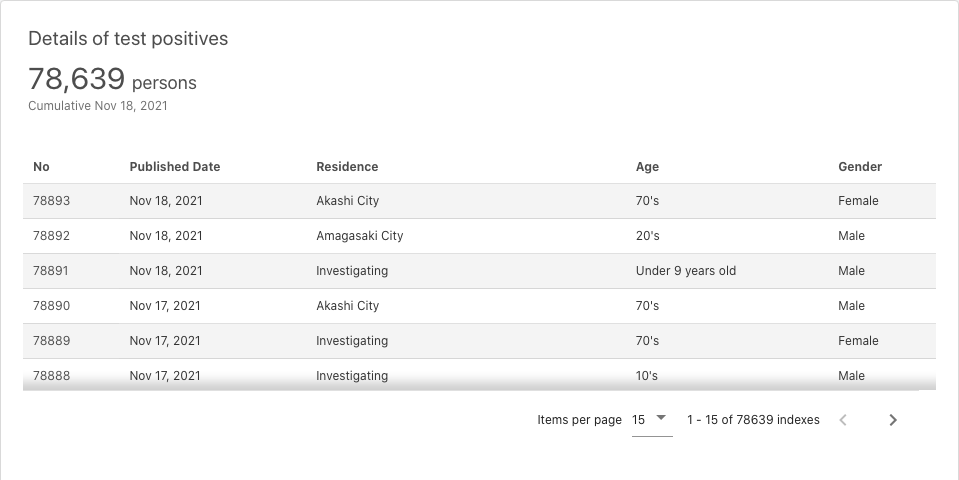 Details of test positives
78,639 persons
Cumulative Nov 18, 2021
No Published Date Residence Age Gender
78893 Nov 18, 2021 Akashi City 70's Female
78892 Nov 18, 2021 Amagasaki City 20's Male
78891 Nov 18, 2021 Investigating Under 9 years old Male
78890 Nov 17, 2021 Akashi City 70's Male
78889 Nov 17, 2021 Investigating 70's Female
78888 Nov 17, 2021 Investigating 10's Male
Items per page 15 1 - 15 of 78639 indexes